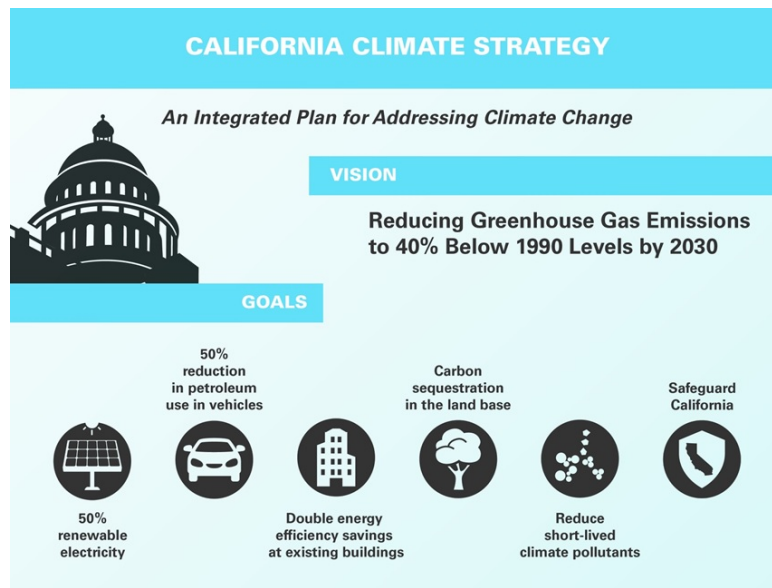 CALIFORNIA CLIMATE STRATEGY
An Integrated Plan for Addressing Climate Change
VISION
Reducing Greenhouse Gas Emissions
to 40% Below 1990 Levels by 2030
GOALS
50%
renewable
electricity
50%
reduction
in petroleum
use in vehicles
Double energy
efficiency savings
at existing buildings
Carbon
sequestration
in the land base
Reduce
short-lived
climate pollutants
Safeguard
California